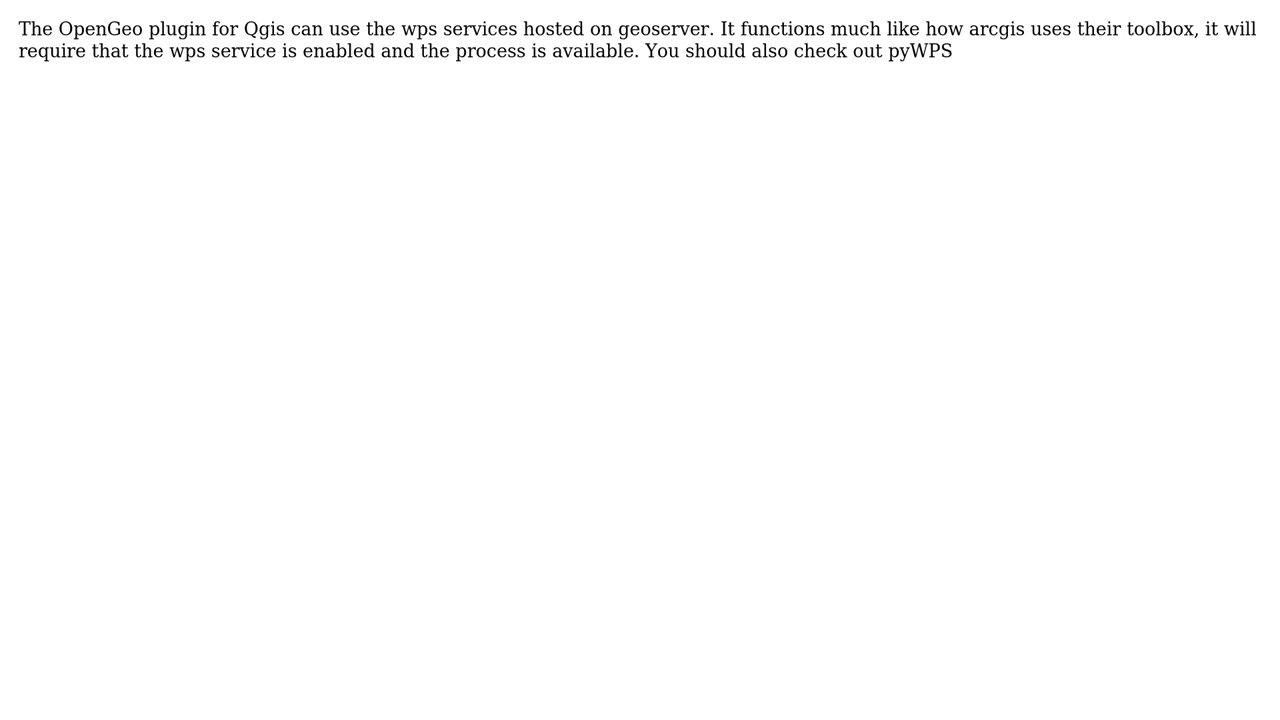 The OpenGeo plugin for Qgis can use the wps services hosted on geoserver. It functions much like how arcgis uses their toolbox, it will
require that the wps service is enabled and the process is available. You should also check out pyWPS